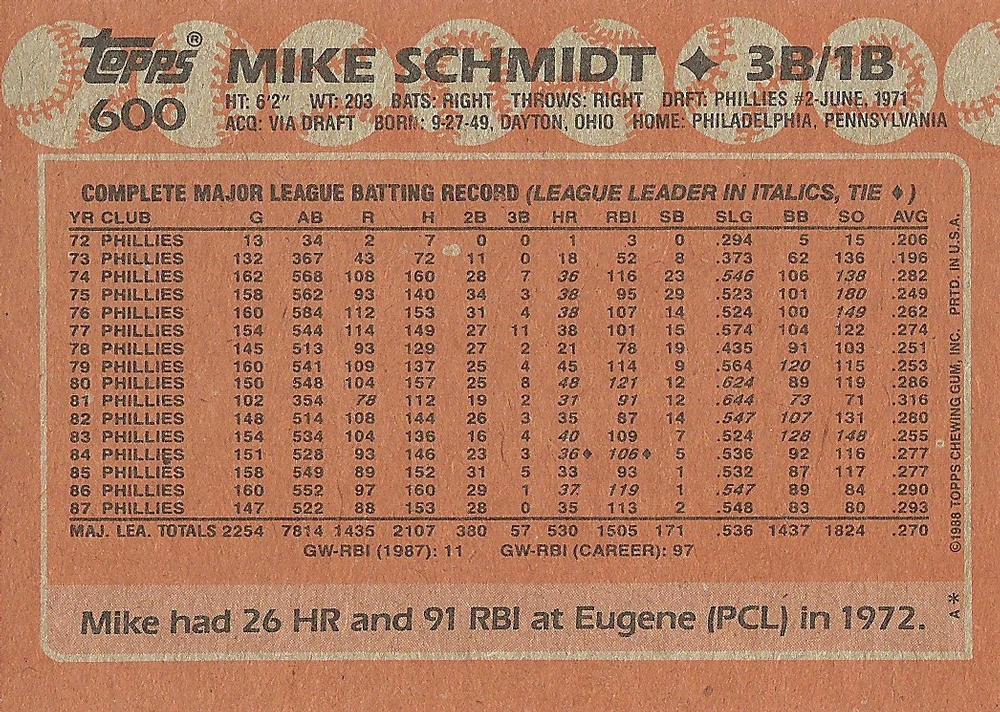 Topps® MIKE SCHMIDT ✦ 3B/1B
600 HT: 6'2" WT: 203 BATS: RIGHT THROWS: RIGHT DRFT: PHILLIES #2-JUNE, 1971
ACQ: VIA DRAFT BORN: 9-27-49, DAYTON, OHIO HOME: PHILADELPHIA, PENNSYLVANIA
COMPLETE MAJOR LEAGUE BATTING RECORD (LEAGUE LEADER IN ITALICS, TIE ♦)
YR CLUB G AB R H 2B 3B HR RBI SB SLG BB SO AVG
72 PHILLIES 13 34 2 7 0 0 1 3 0 .294 5 15 .206
73 PHILLIES 132 367 43 72 11 0 18 52 8 .373 62 136 .196
74 PHILLIES 162 568 108 160 28 7 36 116 23 .546 106 138 .282
75 PHILLIES 158 562 93 140 34 3 38 95 29 .523 101 180 .249
76 PHILLIES 160 584 112 153 31 4 38 107 14 .524 100 149 .262
77 PHILLIES 154 544 114 149 27 11 38 101 15 .574 104 122 .274
78 PHILLIES 145 513 93 129 27 2 21 78 19 .435 91 103 .251
79 PHILLIES 160 541 109 137 25 4 45 114 9 .564 120 115 .253
80 PHILLIES 150 548 104 157 25 8 48 121 12 .624 89 119 .286
81 PHILLIES 102 354 78 112 19 2 31 91 12 .644 73 71 .316
82 PHILLIES 148 514 108 144 26 3 35 87 14 .547 107 131 .280
83 PHILLIES 154 534 104 136 16 4 40 109 7 .524 128 148 .255
84 PHILLIES 151 528 93 146 23 3 36♦ 106♦ 5 .536 92 116 .277
85 PHILLIES 158 549 89 152 31 5 33 93 1 .532 87 117 .277
86 PHILLIES 160 552 97 160 29 1 37 119 1 .547 89 84 .290
87 PHILLIES 147 522 88 153 28 0 35 113 2 .548 83 80 .293
MAJ. LEA. TOTALS 2254 7814 1435 2107 380 57 530 1505 171 .536 1437 1824 .270
GW-RBI (1987): 11 GW-RBI (CAREER): 97
Mike had 26 HR and 91 RBI at Eugene (PCL) in 1972.
A* ©1988 TOPPS CHEWING GUM, INC. PRTD. IN U.S.A.